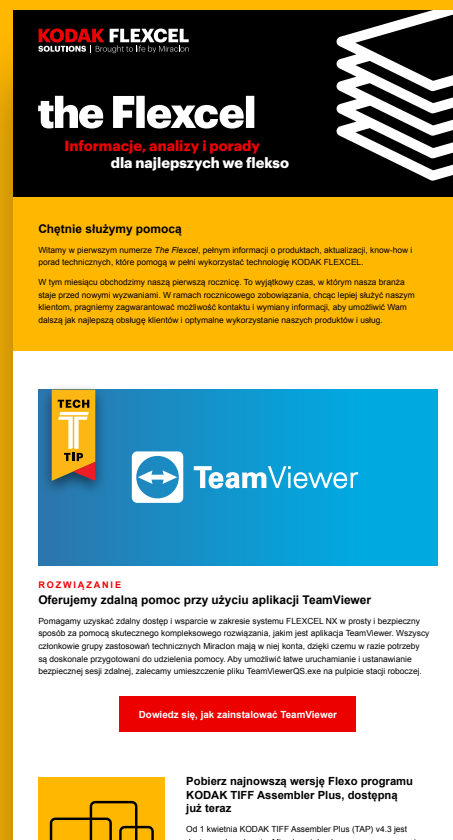 KODAK FLEXCEL
SOLUTIONS | Brought to life by Miraclon
the Flexcel
Informacje, analizy i porady
dla najlepszych we flekso
Chętnie służymy pomocą
Witamy w pierwszym numerze The Flexcel, pełnym informacji o produktach, aktualizacji, know-how i
porad technicznych, które pomogą w pełni wykorzystać technologię KODAK FLEXCEL.
W tym miesiącu obchodzimy naszą pierwszą rocznicę. To wyjątkowy czas, w którym nasza branża
staje przed nowymi wyzwaniami. W ramach rocznicowego zobowiązania, chcąc lepiej służyć naszym
klientom, pragniemy zagwarantować możliwość kontaktu i wymiany informacji, aby umożliwić Wam
dalszą jak najlepszą obsługę klientów i optymalne wykorzystanie naszych produktów i usług.
TECH
T
TIP
TeamViewer
ROZWIĄZANIE
Oferujemy zdalną pomoc przy użyciu aplikacji TeamViewer
Pomagamy uzyskać zdalny dostęp i wsparcie w zakresie systemu FLEXCEL NX w prosty i bezpieczny
sposób za pomocą skutecznego kompleksowego rozwiązania, jakim jest aplikacja TeamViewer. Wszyscy
członkowie grupy zastosowań technicznych Miraclon mają w niej konta, dzięki czemu w razie potrzeby
są doskonale przygotowani do udzielenia pomocy. Aby umożliwić łatwe uruchamianie i ustanawianie
bezpiecznej sesji zdalnej, zalecamy umieszczenie pliku TeamViewerQS.exe na pulpicie stacji roboczej.
Dowiedz się, jak zainstalować TeamViewer
Pobierz najnowszą wersję Flexo programu
KODAK TIFF Assembler Plus, dostępną
już teraz
Od 1 kwietnia KODAK TIFF Assembler Plus (TAP) v4.3 jest